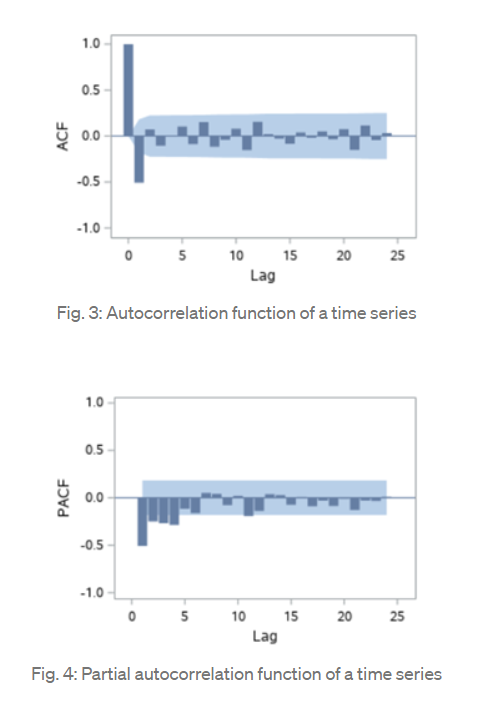 1.0
0.5
0.0
-0.5
-1.0
ACF
0 5 10 15 20 25
Lag
Fig. 3: Autocorrelation function of a time series
1.0
0.5
0.0
-0.5
-1.0
PACF
0 5 10 15 20 25
Lag
Fig. 4: Partial autocorrelation function of a time series